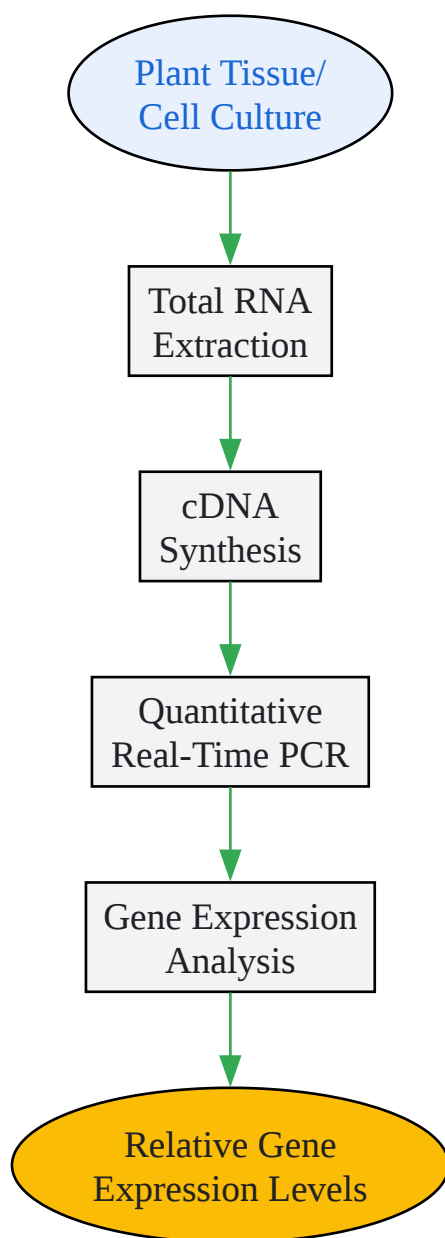 Plant Tissue/
Cell Culture
Total RNA
Extraction
cDNA
Synthesis
Quantitative
Real-Time PCR
Gene Expression
Analysis
Relative Gene
Expression Levels